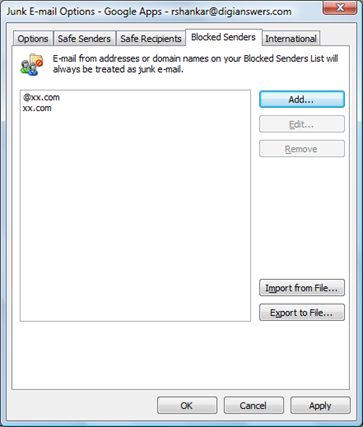 Junk E-mail Options - Google Apps - rshankar@digianswers.com
Options Safe Senders Safe Recipients Blocked Senders International
E-mail from addresses or domain names on your Blocked Senders List will
always be treated as junk e-mail.
@xx.com
xx.com
Add...
Edit...
Remove
Import from File...
Export to File...
OK Cancel Apply